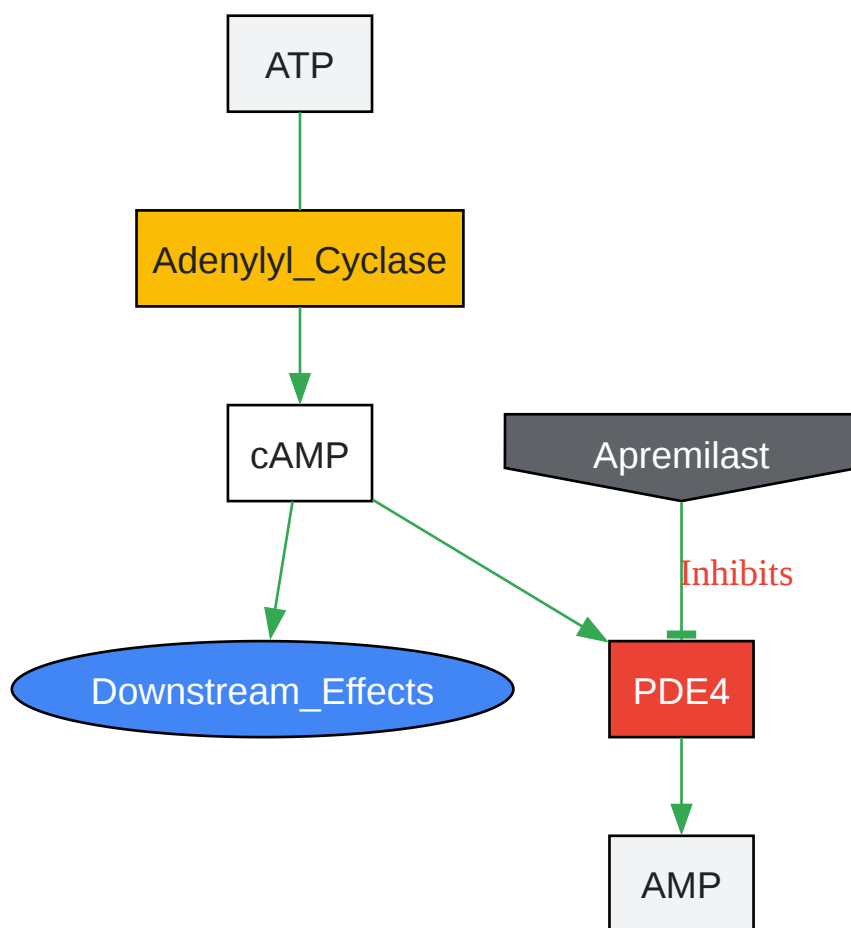 ATP
Adenylyl_Cyclase
cAMP
Apremilast
Inhibits
Downstream_Effects
PDE4
AMP